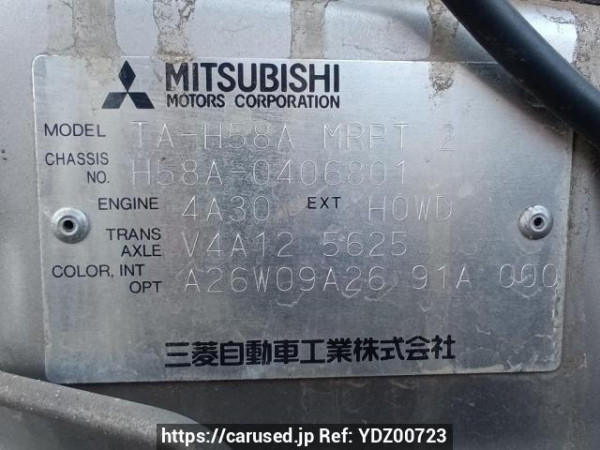 MITSUBISHI
MOTORS CORPORATION
MODEL TA-H58A MRPT 2
CHASSIS NO. H58A-0406801
ENGINE 4A30 EXT H0WD
TRANS AXLE V4A12 5625
COLOR, INT OPT A26W09A26 91A 000
三菱自動車工業株式会社
https://carused.jp Ref: YDZ00723